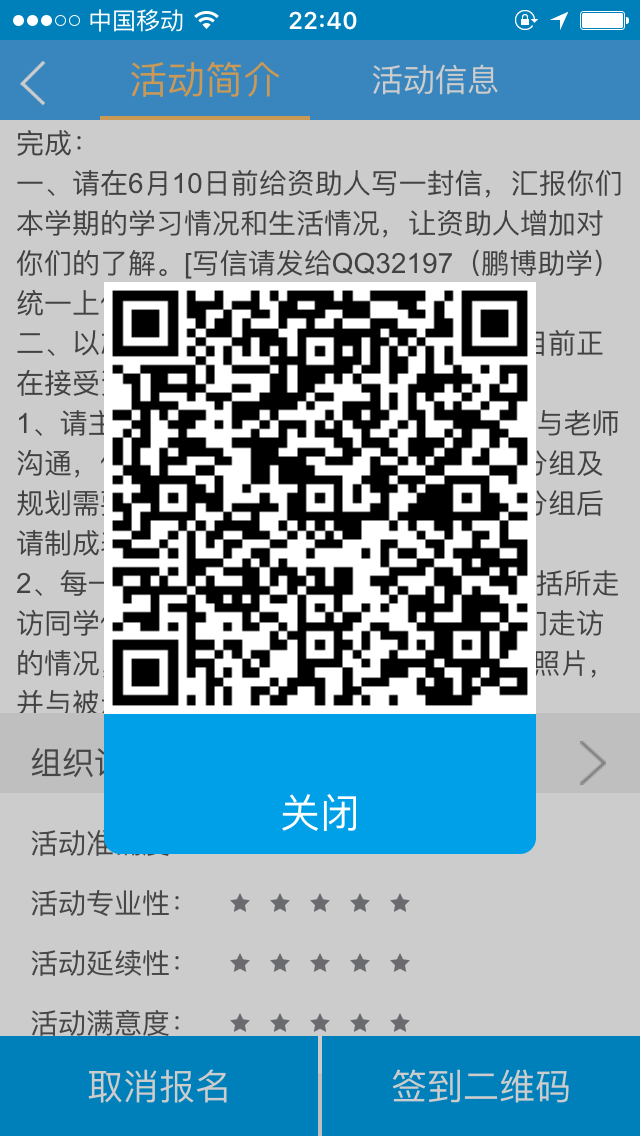 中国移动
22:40
活动简介
活动信息
完成：
一、请在6月10日前给资助人写一封信，汇报你们
本学期的学习情况和生活情况，让资助人增加对
你们的了解。[写信请发给QQ32197（鹏博助学）
统一上
二、以 目前正
在接受
1、请主 与老师
沟通， 分组及
规划需 分组后
请制成
2、每一 括所走
访同学 们走访
的情况， 照片，
并与被
组织
活动准
活动专业性：
活动延续性：
活动满意度：
关闭
取消报名
签到二维码